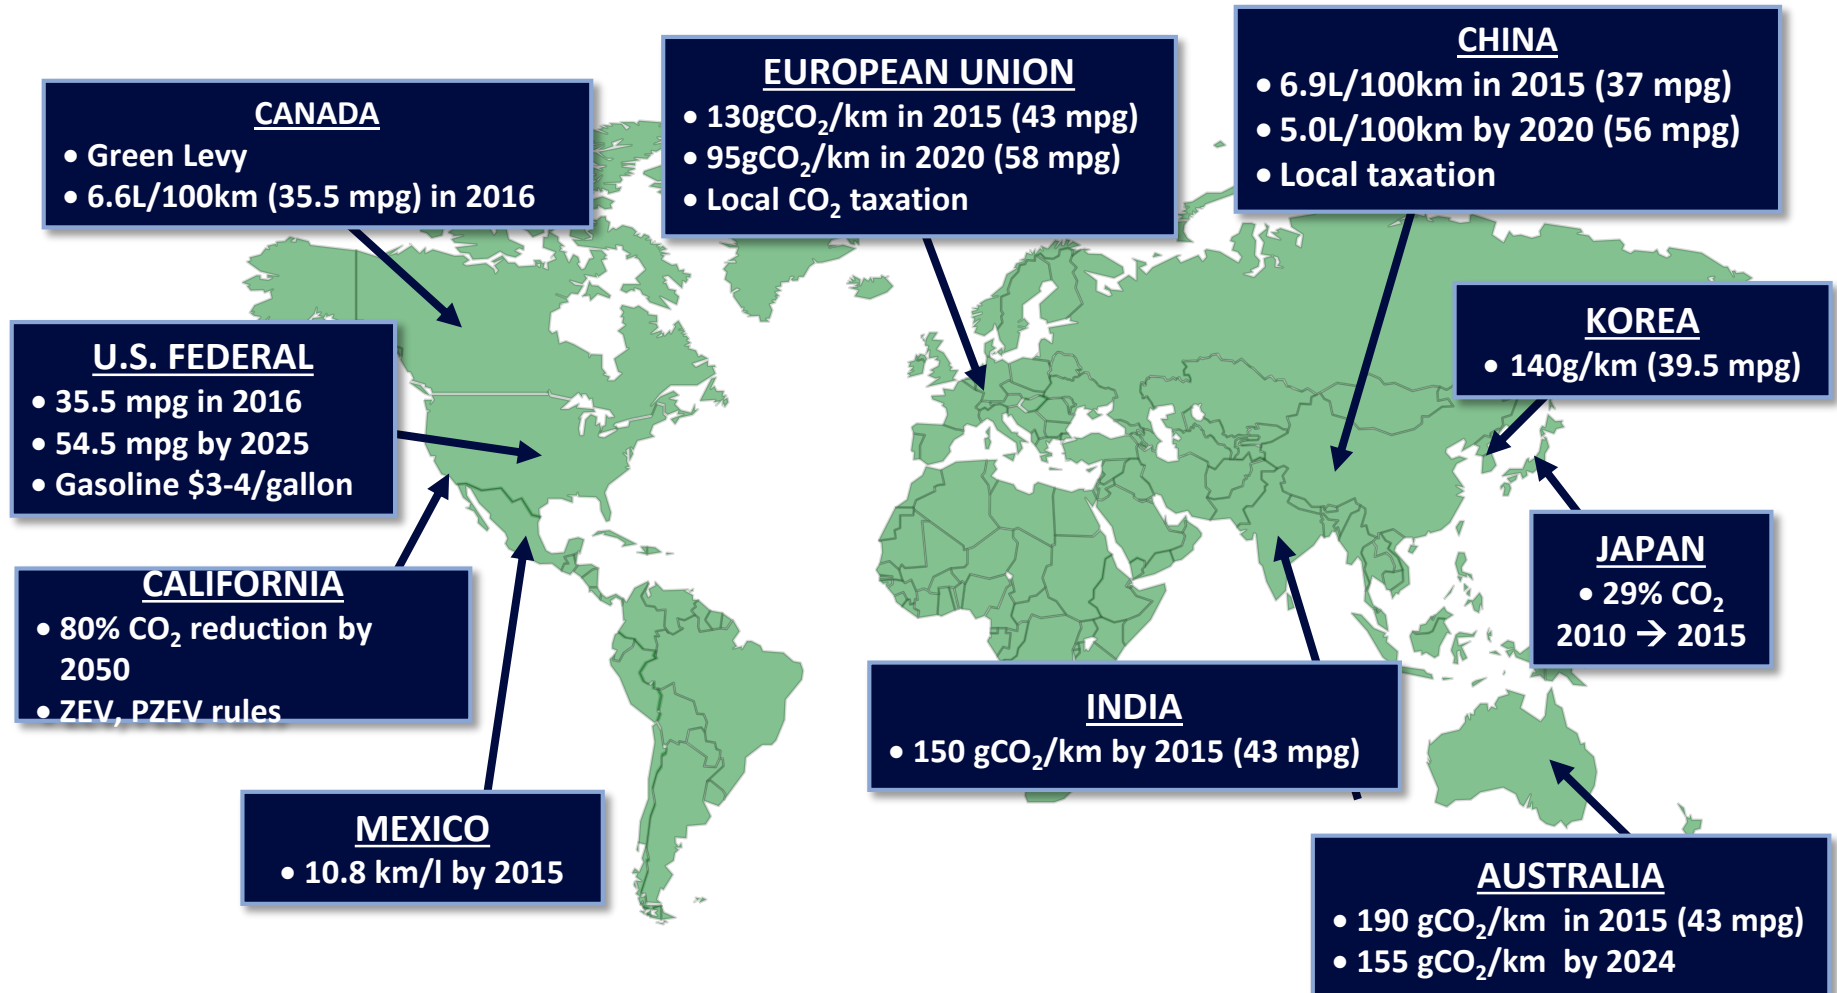 CANADA
• Green Levy
• 6.6L/100km (35.5 mpg) in 2016
EUROPEAN UNION
• 130gCO₂/km in 2015 (43 mpg)
• 95gCO₂/km in 2020 (58 mpg)
• Local CO₂ taxation
CHINA
• 6.9L/100km in 2015 (37 mpg)
• 5.0L/100km by 2020 (56 mpg)
• Local taxation
U.S. FEDERAL
• 35.5 mpg in 2016
• 54.5 mpg by 2025
• Gasoline $3-4/gallon
KOREA
• 140g/km (39.5 mpg)
CALIFORNIA
• 80% CO₂ reduction by
2050
• ZEV, PZEV rules
JAPAN
• 29% CO₂
2010 → 2015
INDIA
• 150 gCO₂/km by 2015 (43 mpg)
MEXICO
• 10.8 km/l by 2015
AUSTRALIA
• 190 gCO₂/km in 2015 (43 mpg)
• 155 gCO₂/km by 2024